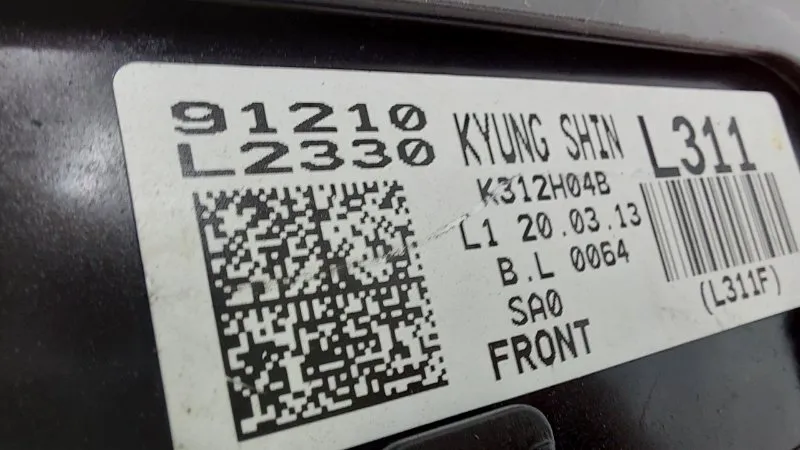 91210
L2330
KYUNG SHIN
K312H04B
L1 20.03.13
B.L 0064
SA0
FRONT
L311
(L311F)